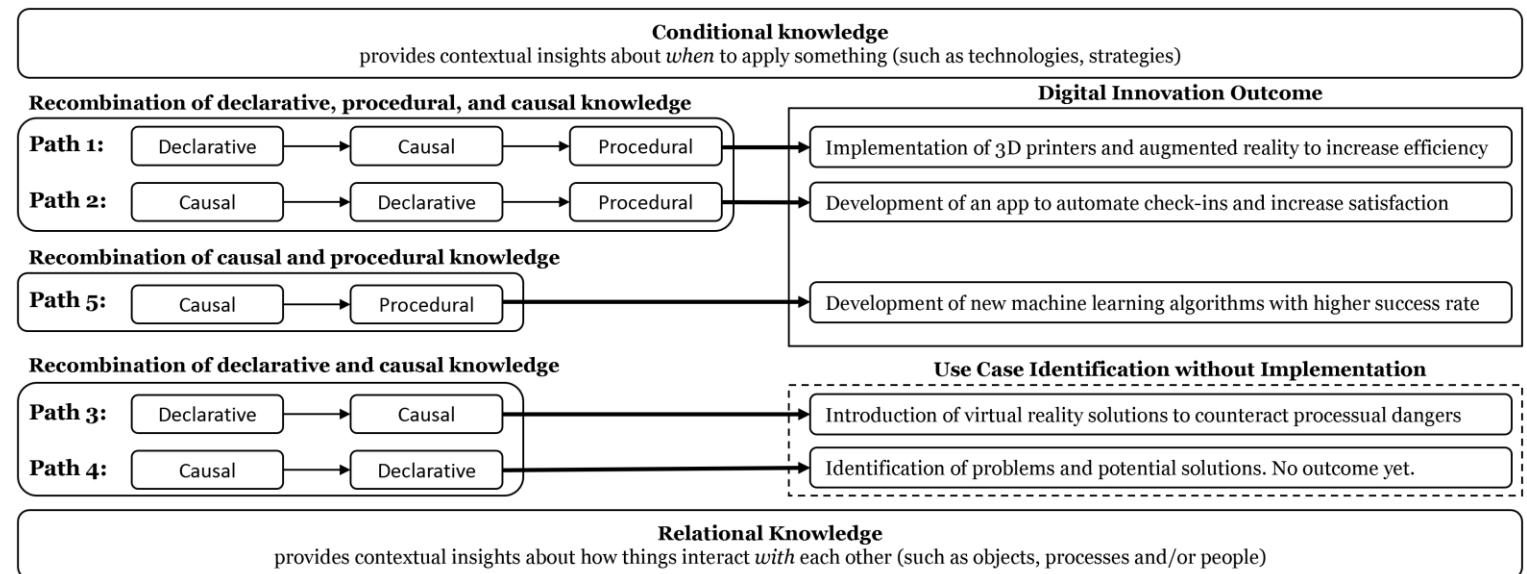 Conditional knowledge
provides contextual insights about when to apply something (such as technologies, strategies)
Recombination of declarative, procedural, and causal knowledge
Digital Innovation Outcome
Path 1: Declarative Causal Procedural Implementation of 3D printers and augmented reality to increase efficiency
Path 2: Causal Declarative Procedural Development of an app to automate check-ins and increase satisfaction
Recombination of causal and procedural knowledge
Path 5: Causal Procedural Development of new machine learning algorithms with higher success rate
Recombination of declarative and causal knowledge
Use Case Identification without Implementation
Path 3: Declarative Causal Introduction of virtual reality solutions to counteract processual dangers
Path 4: Causal Declarative Identification of problems and potential solutions. No outcome yet.
Relational Knowledge
provides contextual insights about how things interact with each other (such as objects, processes and/or people)